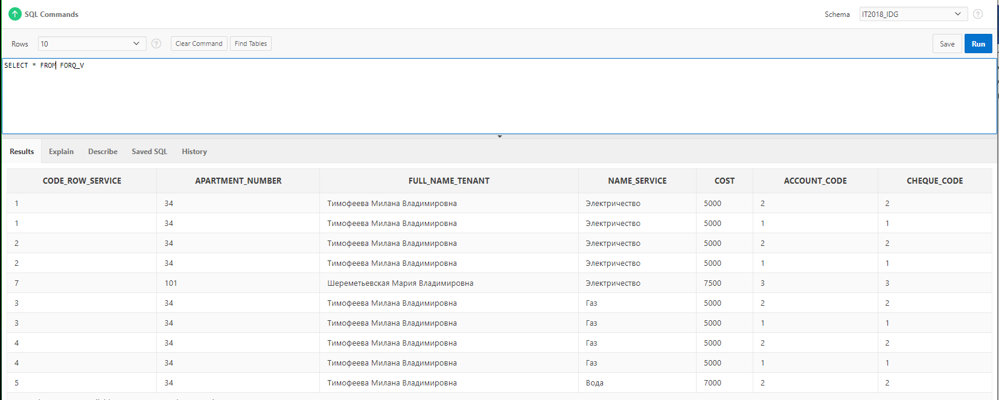 SQL Commands Schema IT2018_IDG
Rows 10 Clear Command Find Tables Save Run
SELECT * FROM FORQ_V
Results Explain Describe Saved SQL History
CODE_ROW_SERVICE APARTMENT_NUMBER FULL_NAME_TENANT NAME_SERVICE COST ACCOUNT_CODE CHEQUE_CODE
1 34 Тимофеева Милана Владимировна Электричество 5000 2 2
1 34 Тимофеева Милана Владимировна Электричество 5000 1 1
2 34 Тимофеева Милана Владимировна Электричество 5000 2 2
2 34 Тимофеева Милана Владимировна Электричество 5000 1 1
7 101 Шереметьевская Мария Владимировна Электричество 7500 3 3
3 34 Тимофеева Милана Владимировна Газ 5000 2 2
3 34 Тимофеева Милана Владимировна Газ 5000 1 1
4 34 Тимофеева Милана Владимировна Газ 5000 2 2
4 34 Тимофеева Милана Владимировна Газ 5000 1 1
5 34 Тимофеева Милана Владимировна Вода 7000 2 2